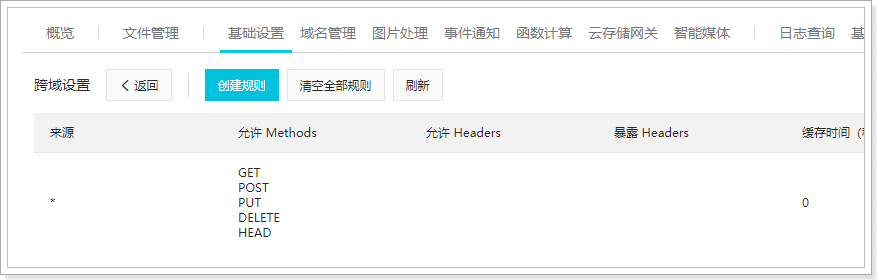 概览 文件管理 基础设置 域名管理 图片处理 事件通知 函数计算 云存储网关 智能媒体 日志查询 基
跨域设置 < 返回 创建规则 清空全部规则 刷新
来源 允许 Methods 允许 Headers 暴露 Headers 缓存时间（
GET
POST
* PUT 0
DELETE
HEAD